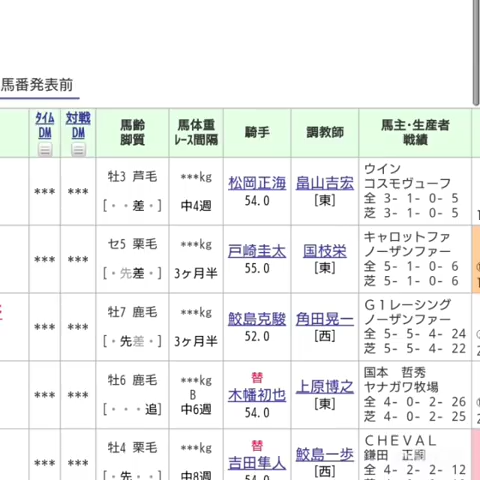 馬番発表前
ﾀｲﾑ
DM
対戦
DM
馬齢
脚質
馬体重
ﾚｰｽ間隔
騎手
調教師
馬主・生産者
戦績
*** ***
牡3 芦毛
[・・差・]
***kg
中4週
松岡正海
54.0
畠山吉宏
[東]
ウイン
コスモヴューフ
全 3- 1- 0- 5
芝 3- 1- 0- 5
*** ***
セ5 栗毛
[・先差・]
***kg
3ヶ月半
戸崎圭太
55.0
国枝栄
[東]
キャロットファ
ノーザンファー
全 5- 1- 0- 6
芝 5- 1- 0- 6
*** ***
牡7 鹿毛
[・先差・]
***kg
3ヶ月半
鮫島克駿
52.0
角田晃一
[西]
G1レーシング
ノーザンファー
全 5- 5- 4- 24
芝 5- 5- 4- 22
*** ***
牡6 鹿毛
[・・・追]
***kg
B
中6週
替
木幡初也
54.0
上原博之
[東]
国本 哲秀
ヤナガワ牧場
全 4- 0- 2- 26
芝 4- 0- 2- 25
*** ***
牡4 栗毛
[・先・・]
***kg
中8週
替
吉田隼人
54.0
鮫島一歩
[西]
CHEVAL
鎌田 正嗣
全 4- 2- 2- 12